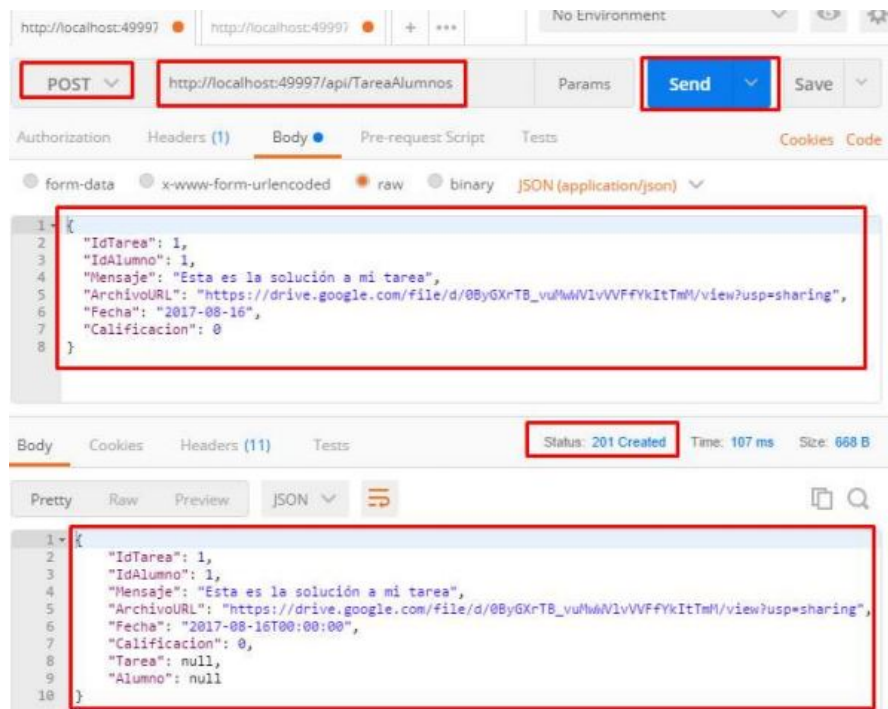 http://localhost:49997 http://localhost:49997 + ••• No Environment
POST http://localhost:49997/api/TareaAlumnos Params Send Save
Authorization Headers (1) Body Pre-request Script Tests Cookies Code
form-data x-www-form-urlencoded raw binary JSON (application/json)
1 {
2 "IdTarea": 1,
3 "IdAlumno": 1,
4 "Mensaje": "Esta es la solución a mi tarea",
5 "ArchivoURL": "https://drive.google.com/file/d/0ByGXrTB_vuMwWVlvVVFfYkItTmM/view?usp=sharing",
6 "Fecha": "2017-08-16",
7 "Calificacion": 0
8 }
Body Cookies Headers (11) Tests Status: 201 Created Time: 107 ms Size: 668 B
Pretty Raw Preview JSON
1 {
2 "IdTarea": 1,
3 "IdAlumno": 1,
4 "Mensaje": "Esta es la solución a mi tarea",
5 "ArchivoURL": "https://drive.google.com/file/d/0ByGXrTB_vuMwWVlvVVFfYkItTmM/view?usp=sharing",
6 "Fecha": "2017-08-16T00:00:00",
7 "Calificacion": 0,
8 "Tarea": null,
9 "Alumno": null
10 }